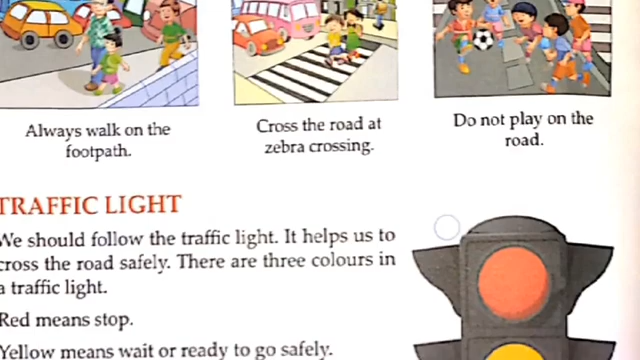 Always walk on the
footpath.
Cross the road at
zebra crossing.
Do not play on the
road.
TRAFFIC LIGHT
We should follow the traffic light. It helps us to
cross the road safely. There are three colours in
a traffic light.
Red means stop.
Yellow means wait or ready to go safely.